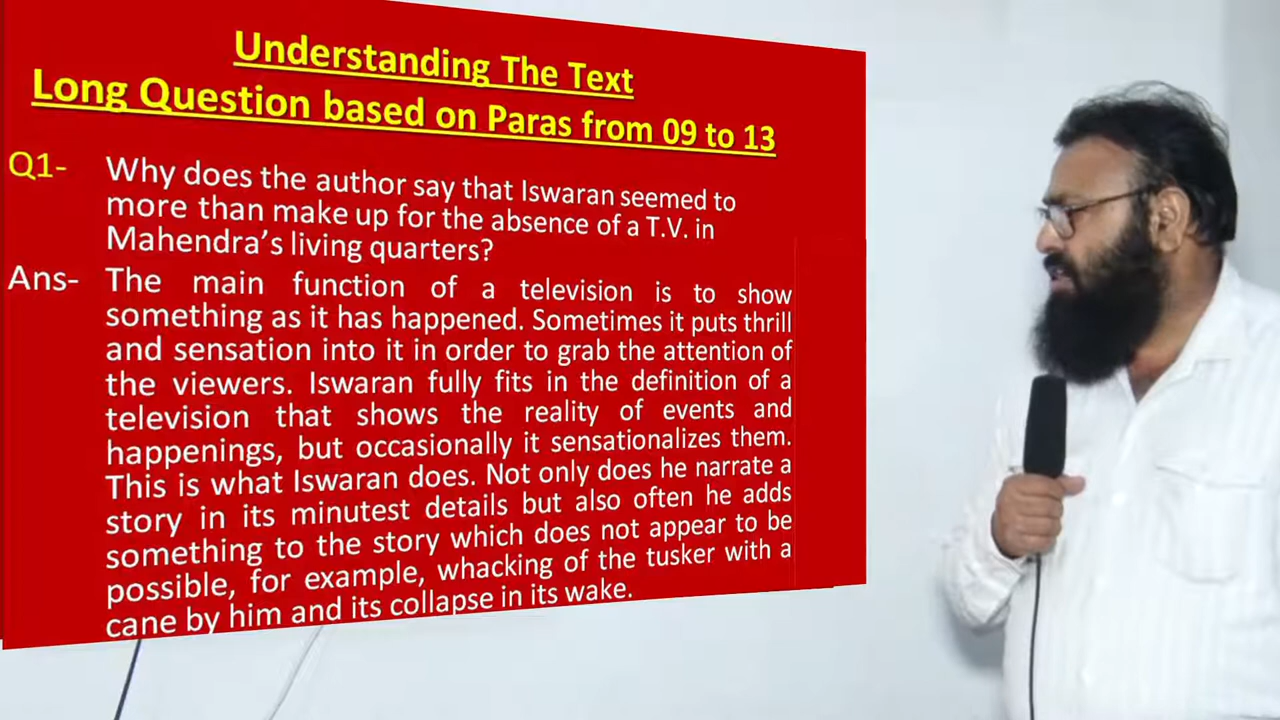 Understanding The Text
Long Question based on Paras from 09 to 13
Q1- Why does the author say that Iswaran seemed to
more than make up for the absence of a T.V. in
Mahendra's living quarters?
Ans- The main function of a television is to show
something as it has happened. Sometimes it puts thrill
and sensation into it in order to grab the attention of
the viewers. Iswaran fully fits in the definition of a
television that shows the reality of events and
happenings, but occasionally it sensationalizes them.
This is what Iswaran does. Not only does he narrate a
story in its minutest details but also often he adds
something to the story which does not appear to be
possible, for example, whacking of the tusker with a
cane by him and its collapse in its wake.